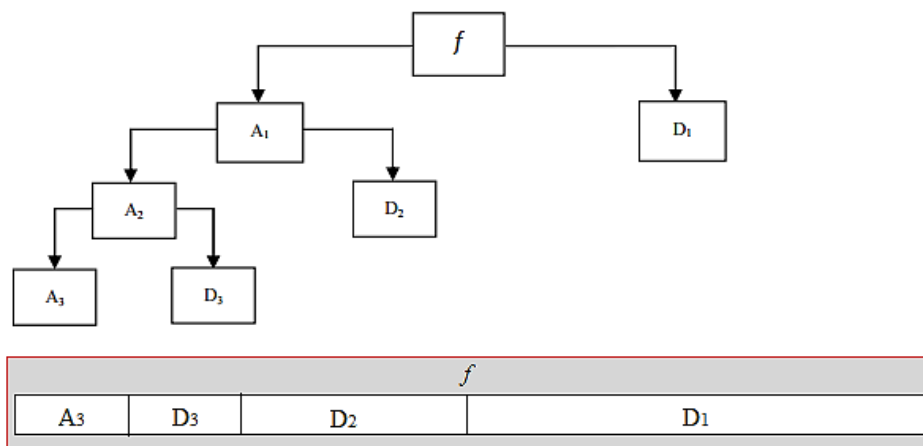 f
A₁
D₁
A₂
D₂
A₃
D₃
f
A3 D3 D2 D1